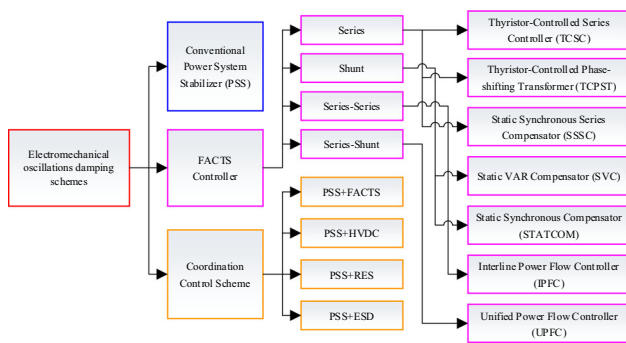 Electromechanical
oscillations damping
schemes
Conventional
Power System
Stabilizer (PSS)
FACTS
Controller
Coordination
Control Scheme
Series
Shunt
Series-Series
Series-Shunt
PSS+FACTS
PSS+HVDC
PSS+RES
PSS+ESD
Thyristor-Controlled Series
Controller (TCSC)
Thyristor-Controlled Phase-
shifting Transformer (TCPST)
Static Synchronous Series
Compensator (SSSC)
Static VAR Compensator (SVC)
Static Synchronous Compensator
(STATCOM)
Interline Power Flow Controller
(IPFC)
Unified Power Flow Controller
(UPFC)